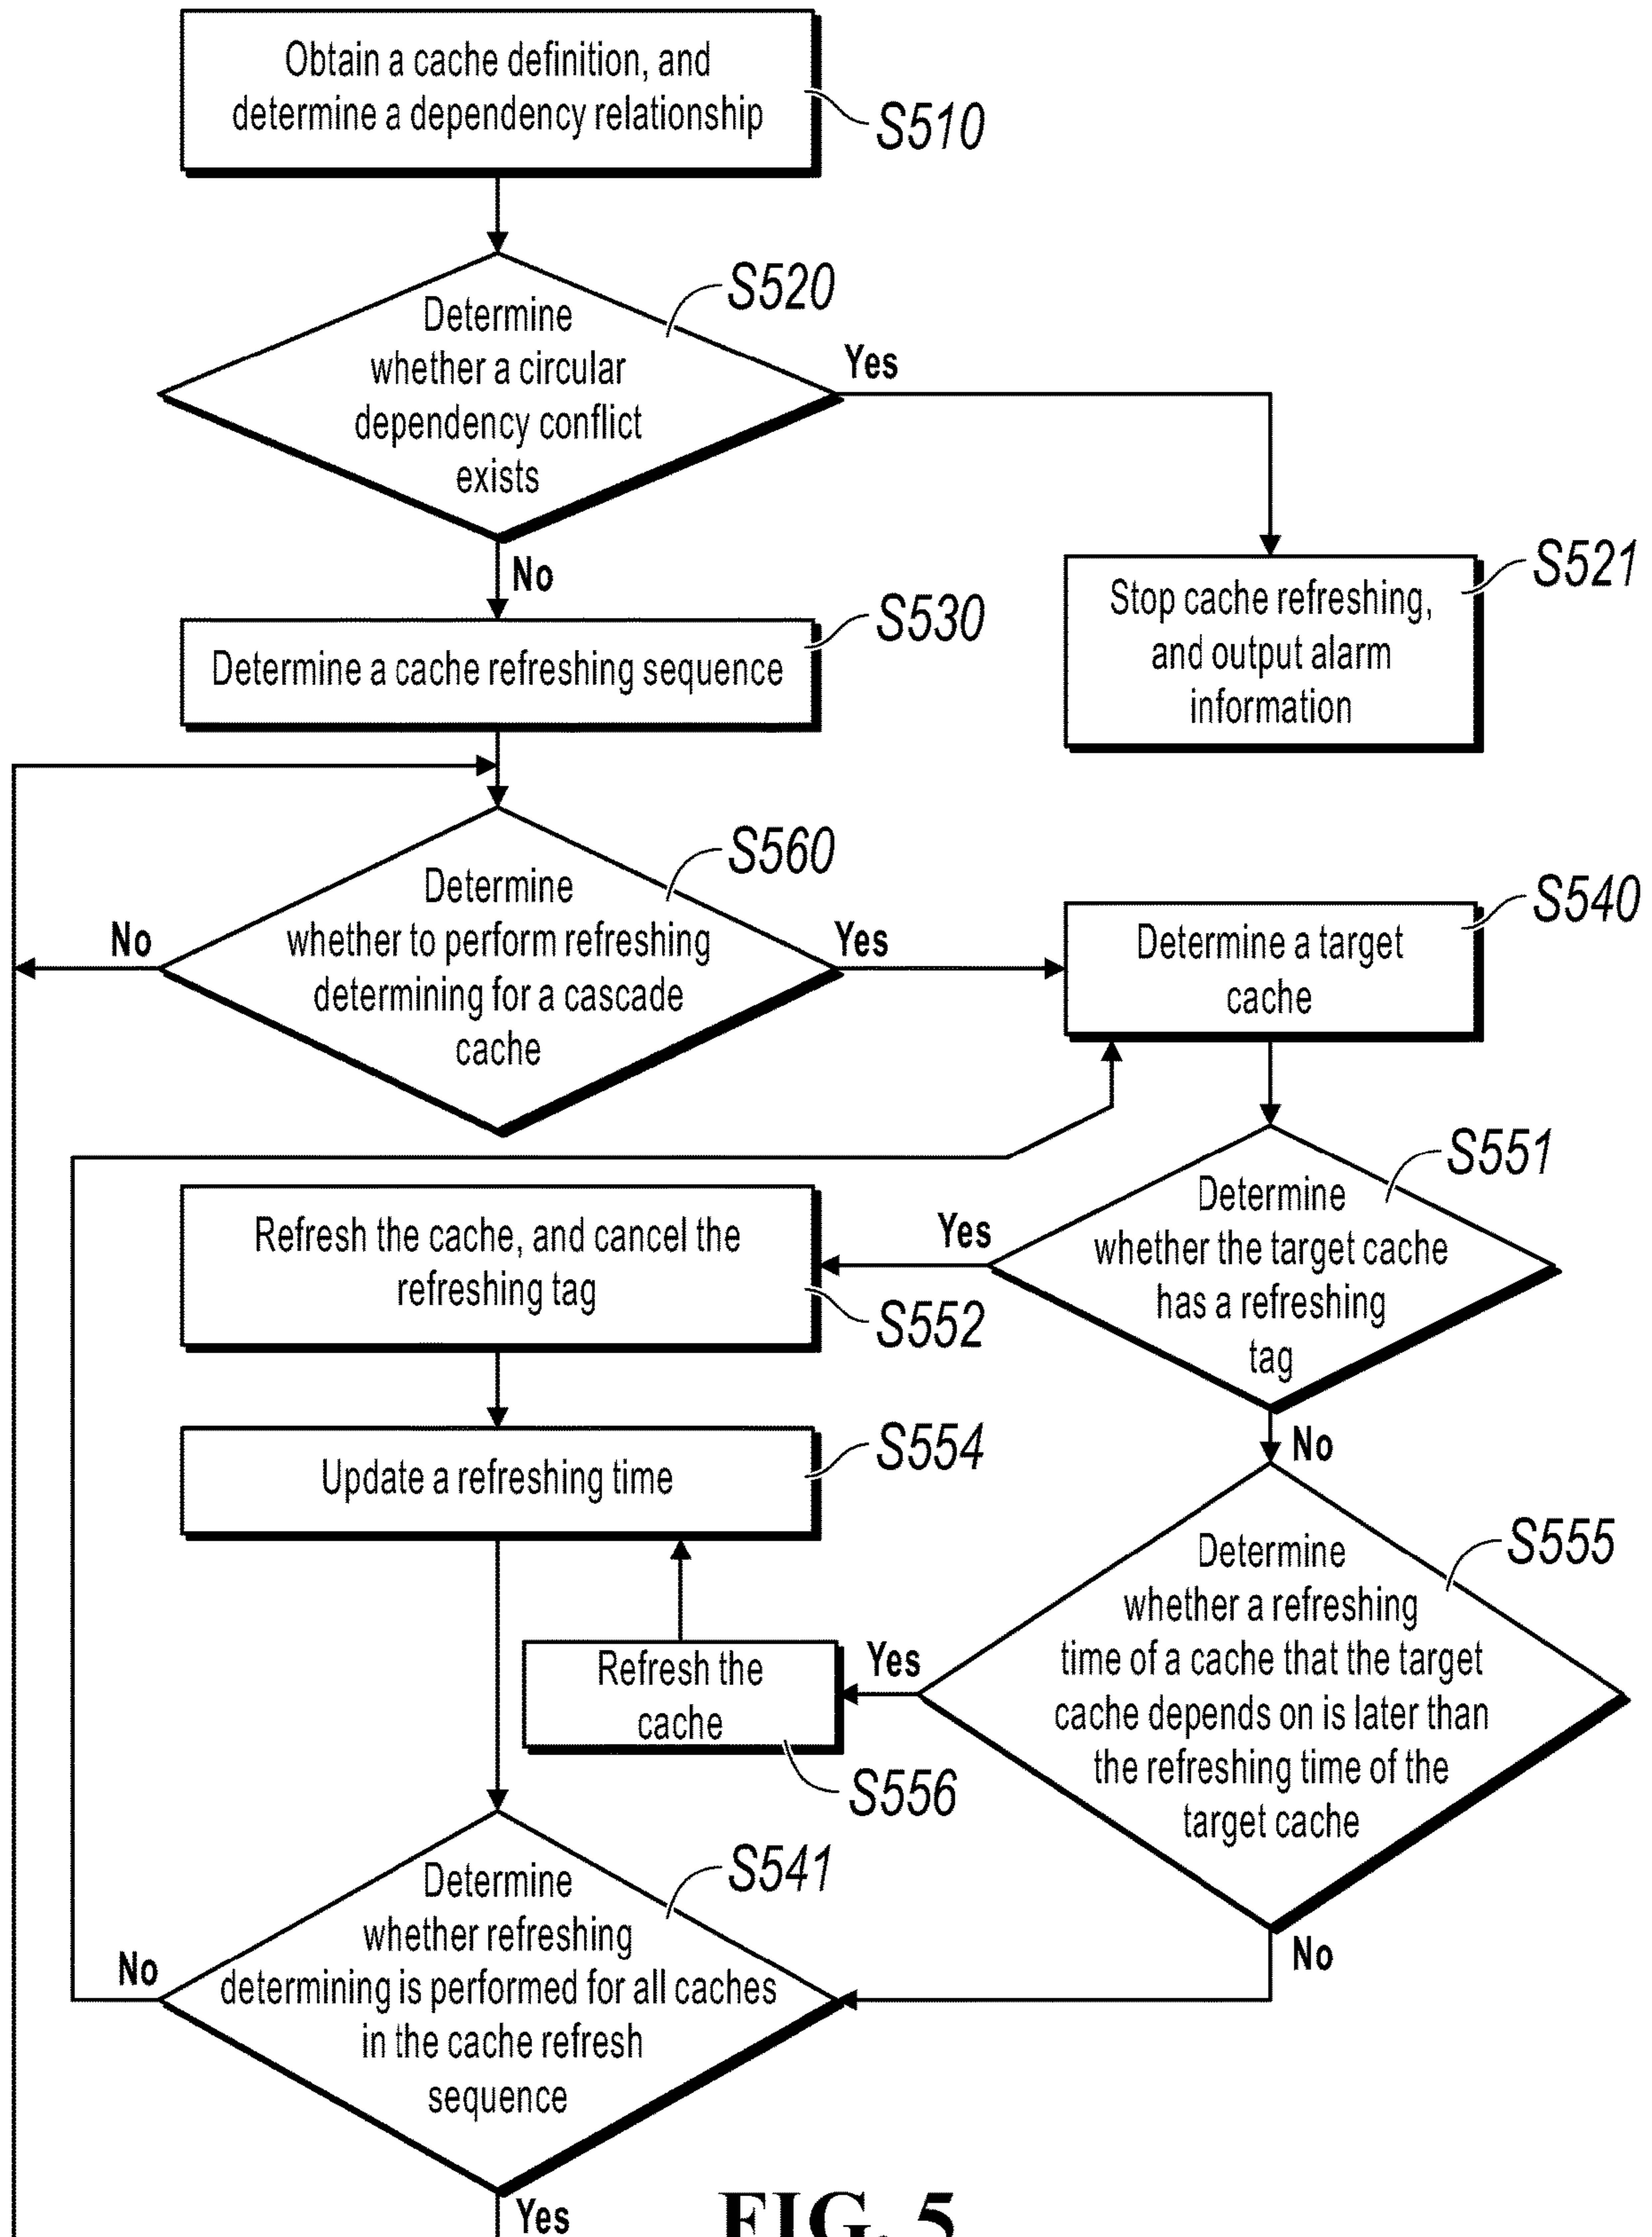 Obtain a cache definition, and
determine a dependency relationship
S510
Determine
whether a circular
dependency conflict
exists
S520
Yes
No
Stop cache refreshing,
and output alarm
information
S521
Determine a cache refreshing sequence
S530
Determine
whether to perform refreshing
determining for a cascade
cache
S560
No
Yes
Determine a target
cache
S540
Determine
whether the target cache
has a refreshing
tag
S551
Yes
No
Refresh the cache, and cancel the
refreshing tag
S552
Update a refreshing time
S554
Determine
whether a refreshing
time of a cache that the target
cache depends on is later than
the refreshing time of the
target cache
S555
Yes
No
Refresh the
cache
S556
Determine
whether refreshing
determining is performed for all caches
in the cache refresh
sequence
S541
No
Yes
FIG. 5